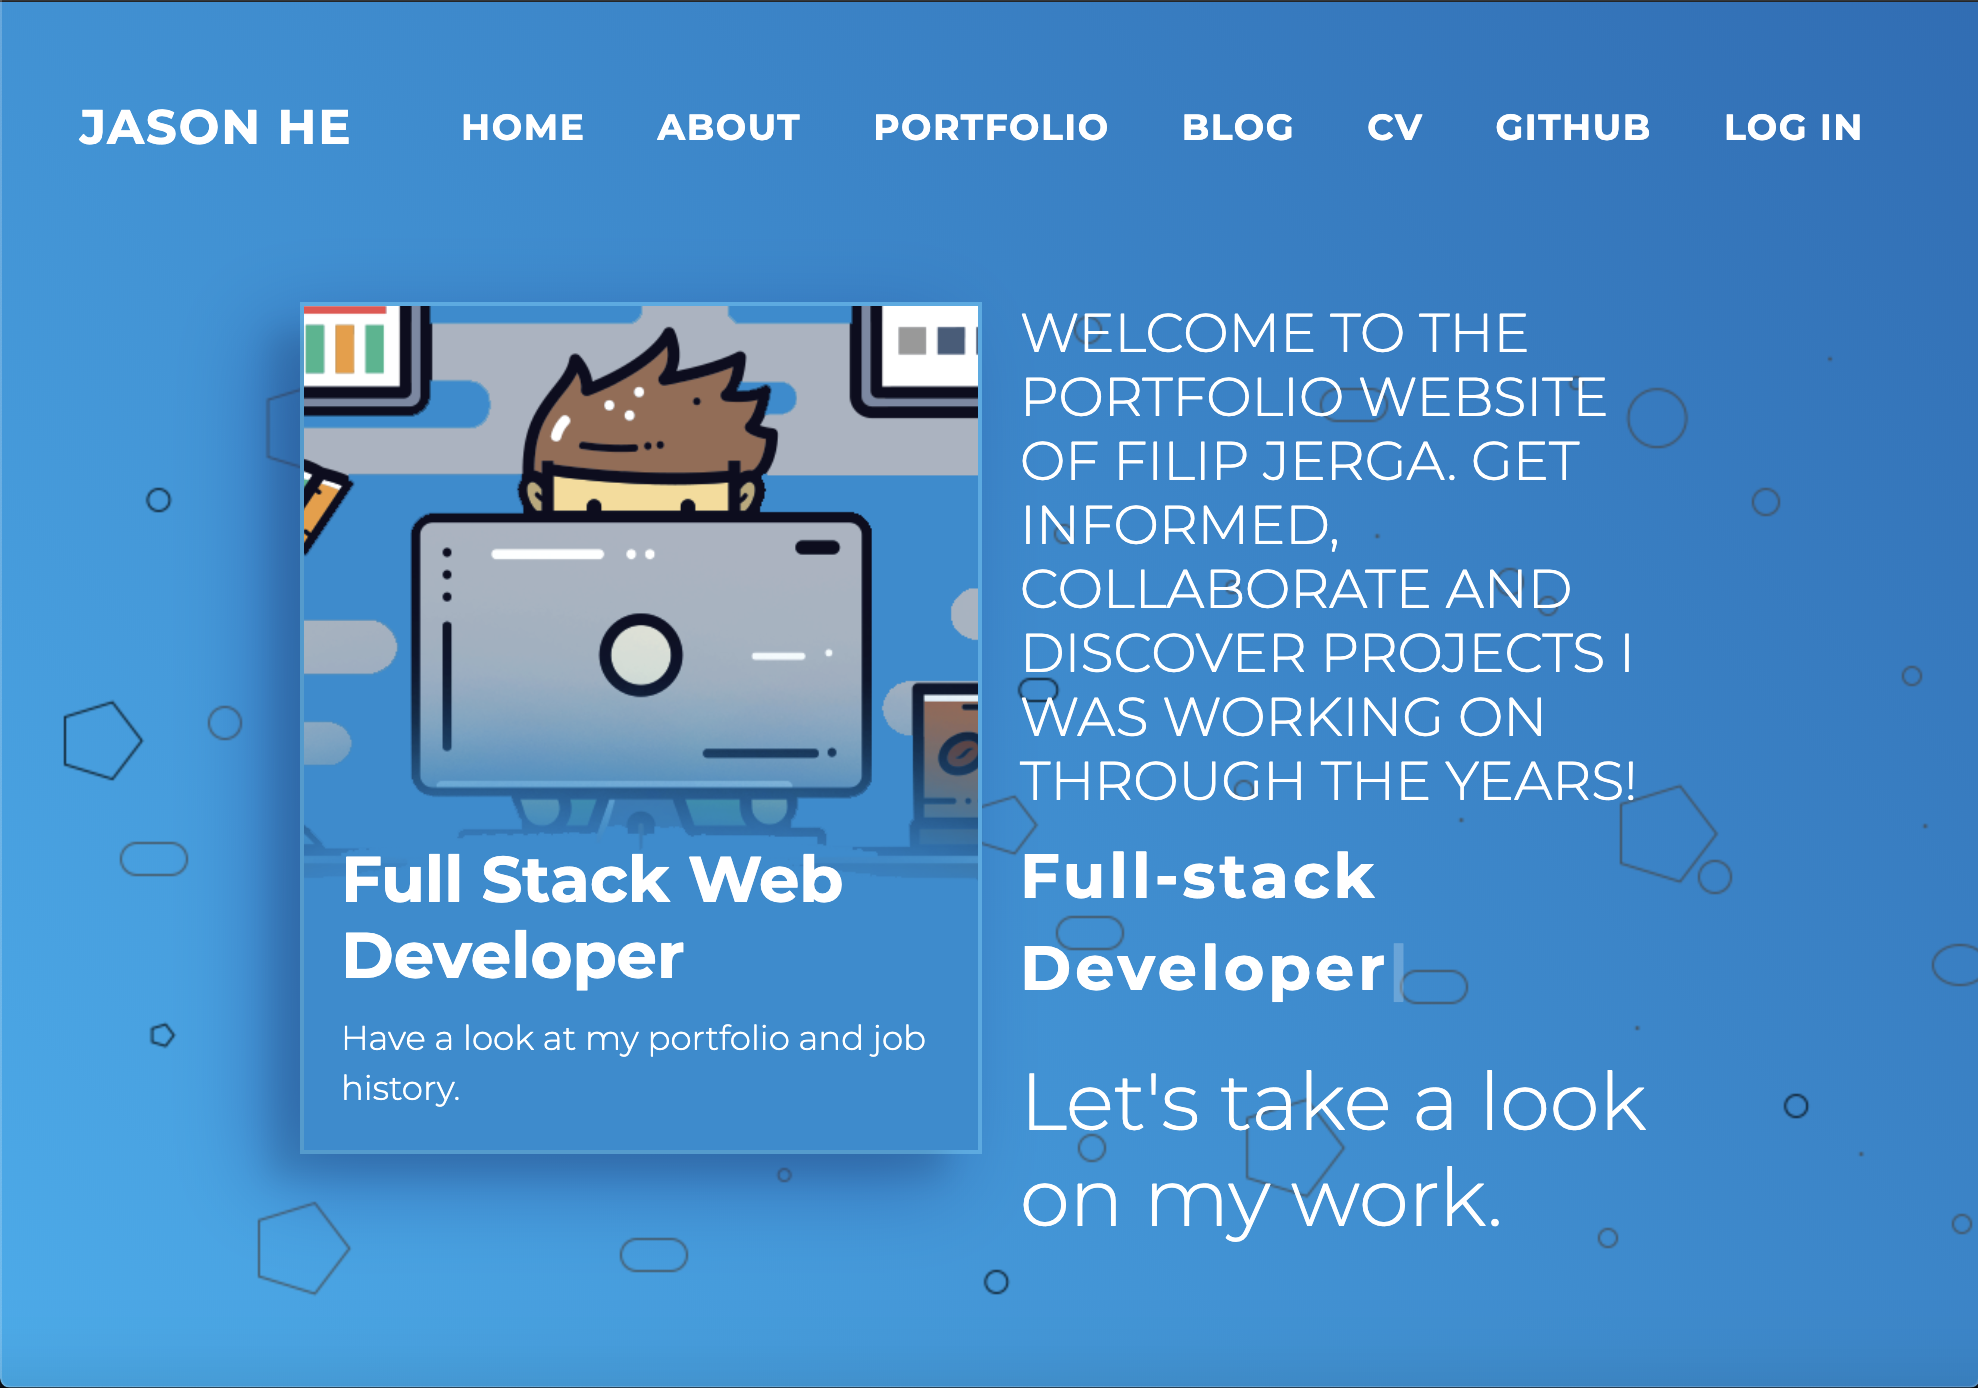 JASON HE HOME ABOUT PORTFOLIO BLOG CV GITHUB LOG IN
Full Stack Web
Developer
Have a look at my portfolio and job
history.
WELCOME TO THE
PORTFOLIO WEBSITE
OF FILIP JERGA. GET
INFORMED,
COLLABORATE AND
DISCOVER PROJECTS I
WAS WORKING ON
THROUGH THE YEARS!
Full-stack
Developer
Let's take a look
on my work.